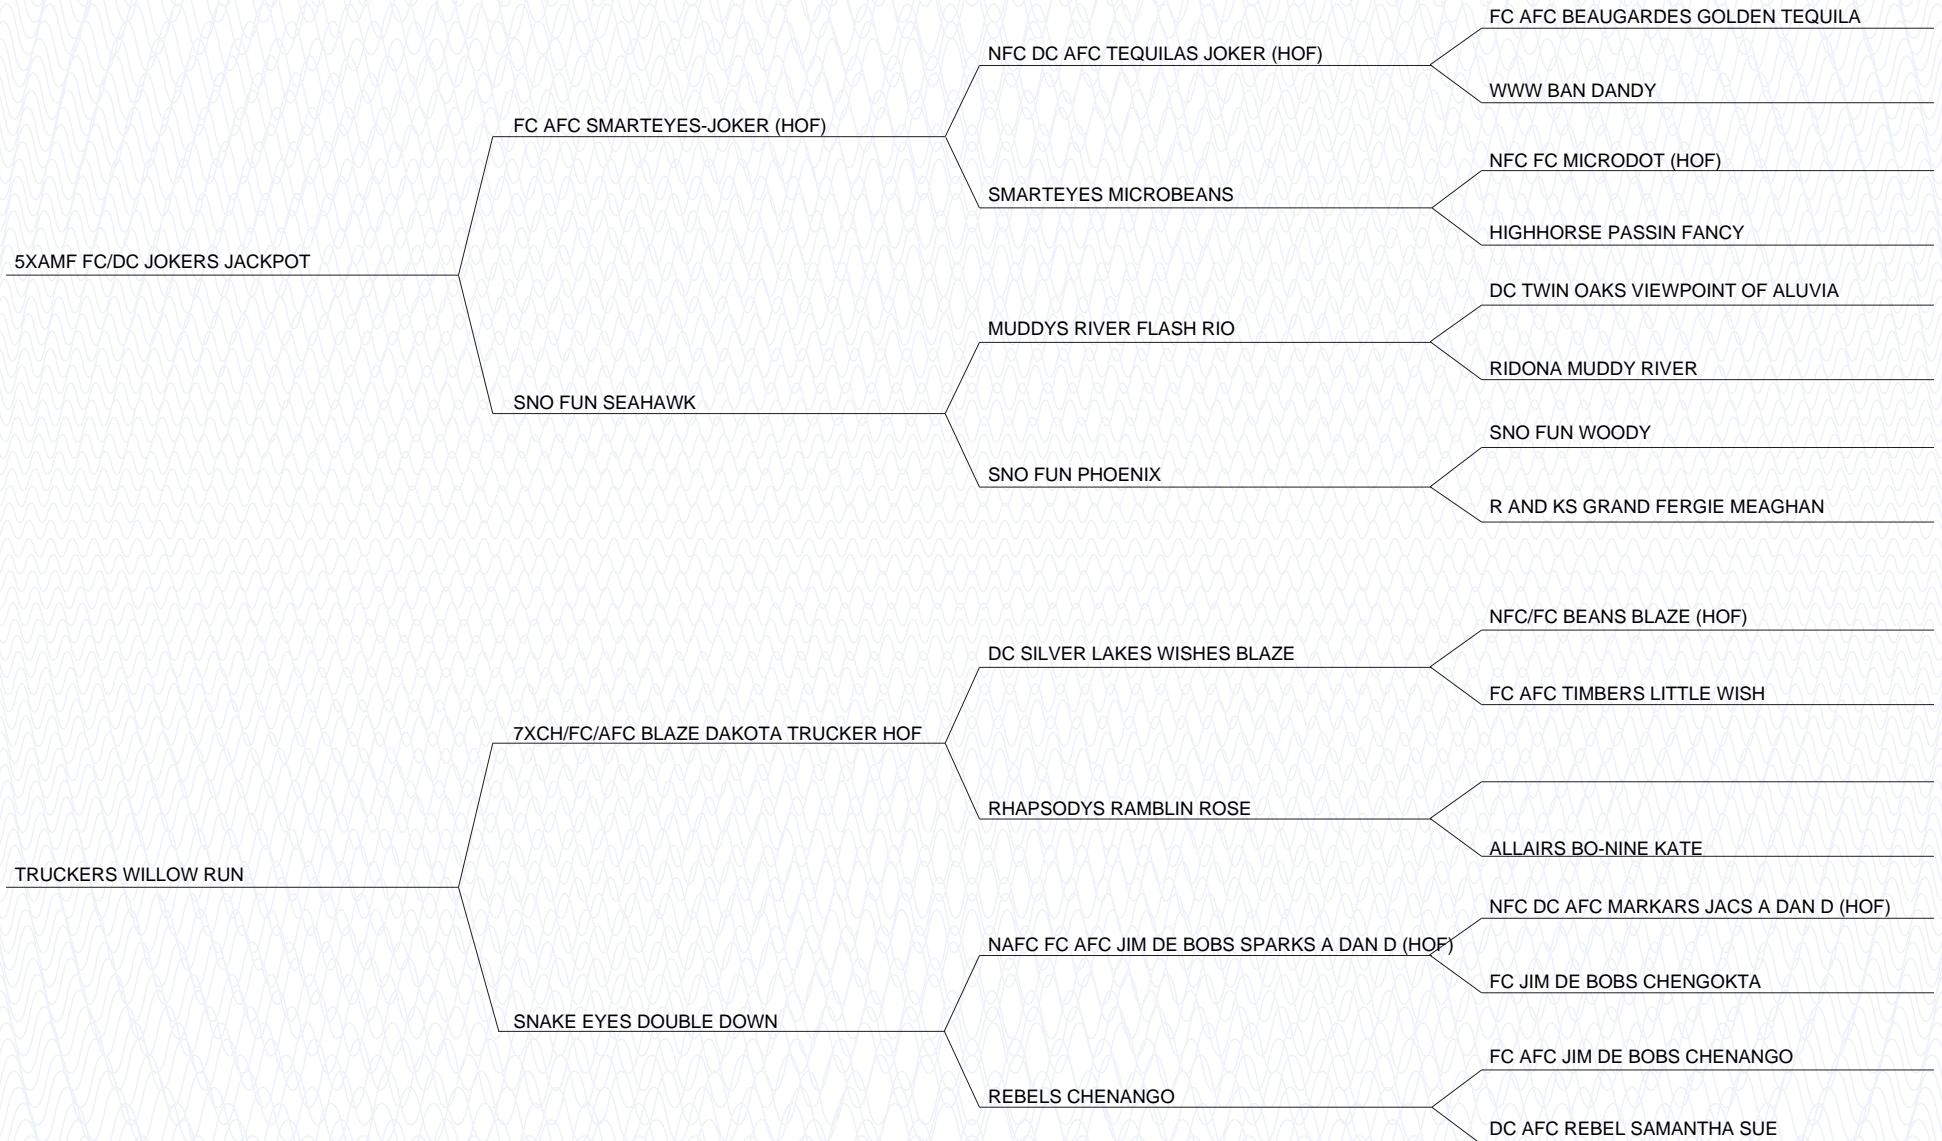 FC AFC BEAUGARDES GOLDEN TEQUILA
NFC DC AFC TEQUILAS JOKER (HOF)
WWW BAN DANDY
FC AFC SMARTEYES-JOKER (HOF)
NFC FC MICRODOT (HOF)
SMARTEYES MICROBEANS
HIGHHORSE PASSIN FANCY
5XAMF FC/DC JOKERS JACKPOT
DC TWIN OAKS VIEWPOINT OF ALUVIA
MUDDYS RIVER FLASH RIO
RIDONA MUDDY RIVER
SNO FUN SEAHAWK
SNO FUN WOODY
SNO FUN PHOENIX
R AND KS GRAND FERGIE MEAGHAN
NFC/FC BEANS BLAZE (HOF)
DC SILVER LAKES WISHES BLAZE
FC AFC TIMBERS LITTLE WISH
7XCH/FC/AFC BLAZE DAKOTA TRUCKER HOF
RHAPSODYS RAMBLIN ROSE
ALLAIRS BO-NINE KATE
TRUCKERS WILLOW RUN
NFC DC AFC MARKARS JACS A DAN D (HOF)
NAFC FC AFC JIM DE BOBS SPARKS A DAN D (HOF)
FC JIM DE BOBS CHENGOKTA
SNAKE EYES DOUBLE DOWN
FC AFC JIM DE BOBS CHENANGO
REBELS CHENANGO
DC AFC REBEL SAMANTHA SUE